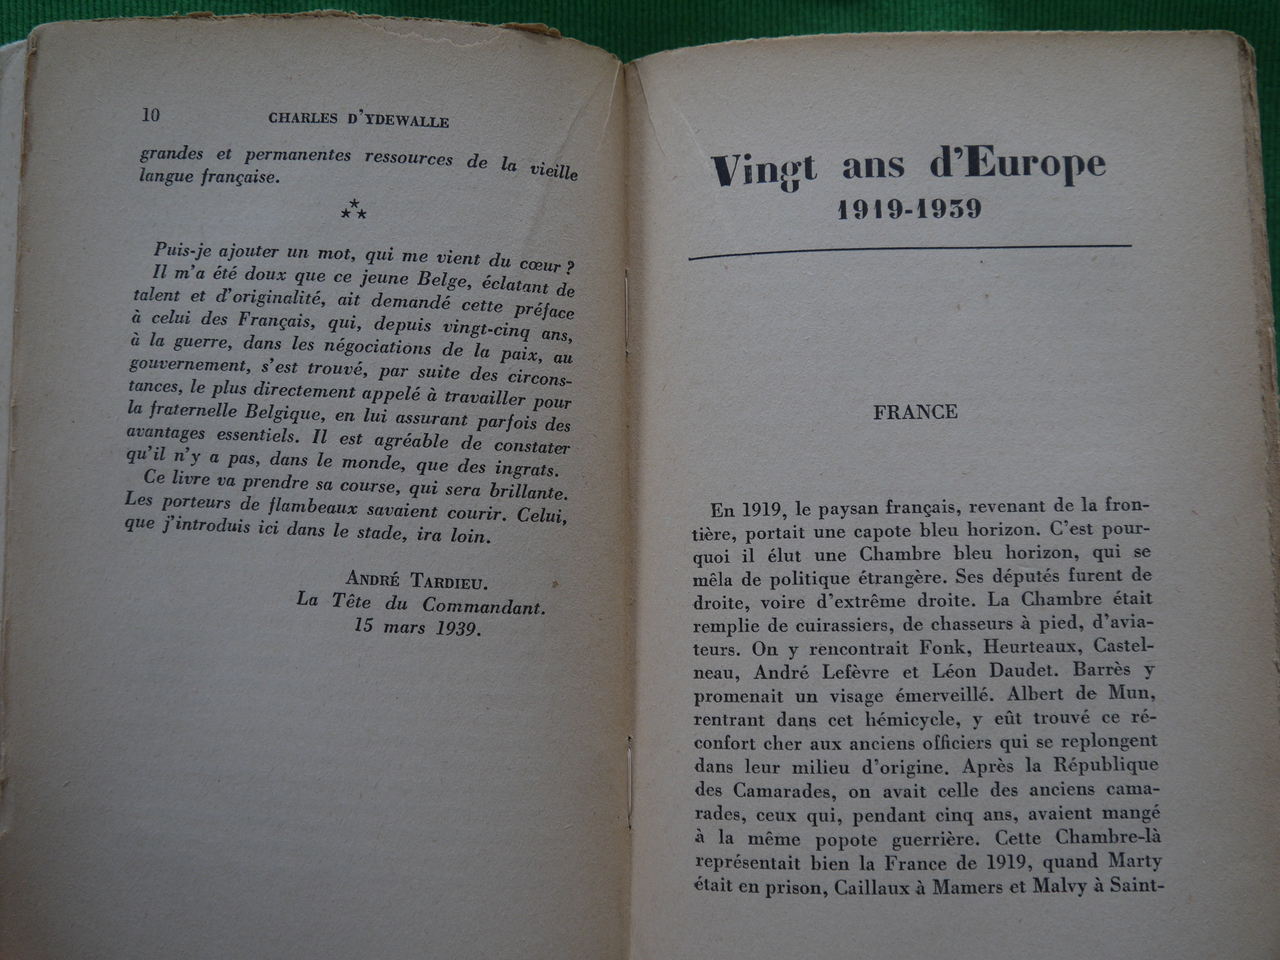 10
CHARLES D'YDEWALLE
grandes et permanentes ressources de la vieille
langue française.
***
Puis-je ajouter un mot, qui me vient du cœur ?
Il m'a été doux que ce jeune Belge, éclatant de
talent et d'originalité, ait demandé cette préface
à celui des Français, qui, depuis vingt-cinq ans,
à la guerre, dans les négociations de la paix, au
gouvernement, s'est trouvé, par suite des circons-
tances, le plus directement appelé à travailler pour
la fraternelle Belgique, en lui assurant parfois des
avantages essentiels. Il est agréable de constater
qu'il n'y a pas, dans le monde, que des ingrats.
Ce livre va prendre sa course, qui sera brillante.
Les porteurs de flambeaux savaient courir. Celui,
que j'introduis ici dans le stade, ira loin.
ANDRÉ TARDIEU.
La Tête du Commandant.
15 mars 1939.
Vingt ans d'Europe
1919-1939
FRANCE
En 1919, le paysan français, revenant de la fron-
tière, portait une capote bleu horizon. C'est pour-
quoi il élut une Chambre bleu horizon, qui se
mêla de politique étrangère. Ses députés furent de
droite, voire d'extrême droite. La Chambre était
remplie de cuirassiers, de chasseurs à pied, d'avia-
teurs. On y rencontrait Fonk, Heurteaux, Castel-
neau, André Lefèvre et Léon Daudet. Barrès y
promenait un visage émerveillé. Albert de Mun,
rentrant dans cet hémicycle, y eût trouvé ce ré-
confort cher aux anciens officiers qui se replongent
dans leur milieu d'origine. Après la République
des Camarades, on avait celle des anciens cama-
rades, ceux qui, pendant cinq ans, avaient mangé
à la même popote guerrière. Cette Chambre-là
représentait bien la France de 1919, quand Marty
était en prison, Caillaux à Mamers et Malvy à Saint-